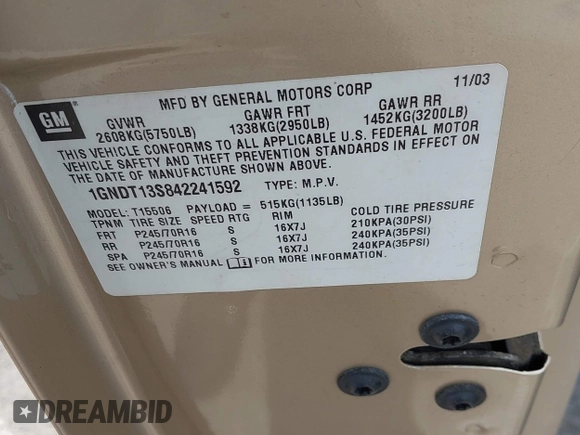 GM
MFD BY GENERAL MOTORS CORP 11/03
GVWR GAWR FRT GAWR RR
2608KG(5750LB) 1338KG(2950LB) 1452KG(3200LB)
THIS VEHICLE CONFORMS TO ALL APPLICABLE U.S. FEDERAL MOTOR
VEHICLE SAFETY AND THEFT PREVENTION STANDARDS IN EFFECT ON
THE DATE OF MANUFACTURE SHOWN ABOVE.
1GNDT13S842241592 TYPE: M.P.V.
MODEL: T15506 PAYLOAD = 515KG(1135LB)
TPNM TIRE SIZE SPEED RTG RIM COLD TIRE PRESSURE
FRT P245/70R16 S 16X7J 210KPA(30PSI)
RR P245/70R16 S 16X7J 240KPA(35PSI)
SPA P245/70R16 S 16X7J 240KPA(35PSI)
SEE OWNER'S MANUAL FOR MORE INFORMATION.
DREAMBID